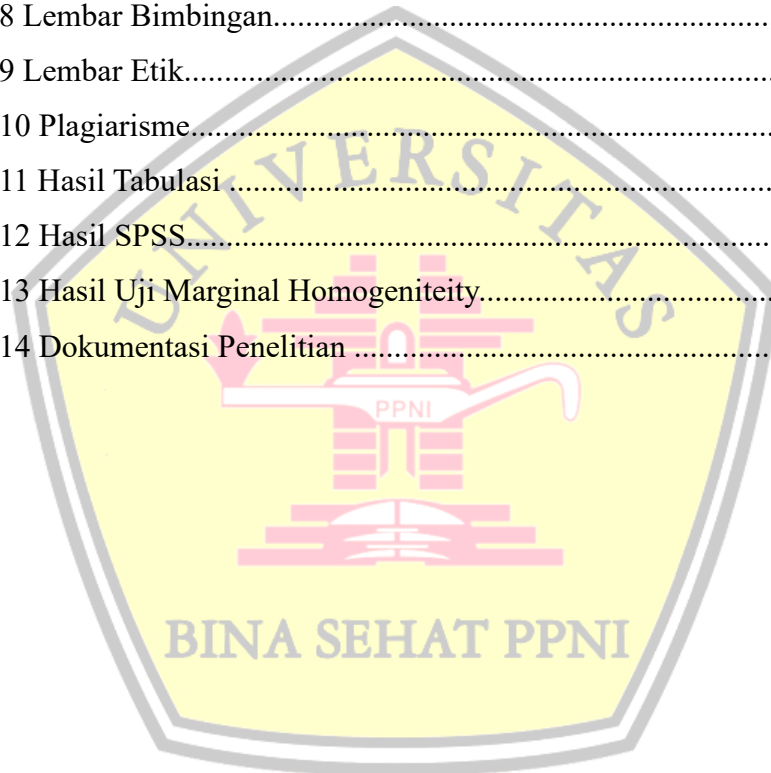 8 Lembar Bimbingan
9 Lembar Etik
10 Plagiarisme
11 Hasil Tabulasi
12 Hasil SPSS
13 Hasil Uji Marginal Homogeniteity
14 Dokumentasi Penelitian
UNIVERSITAS
PPNI
BINA SEHAT PPNI